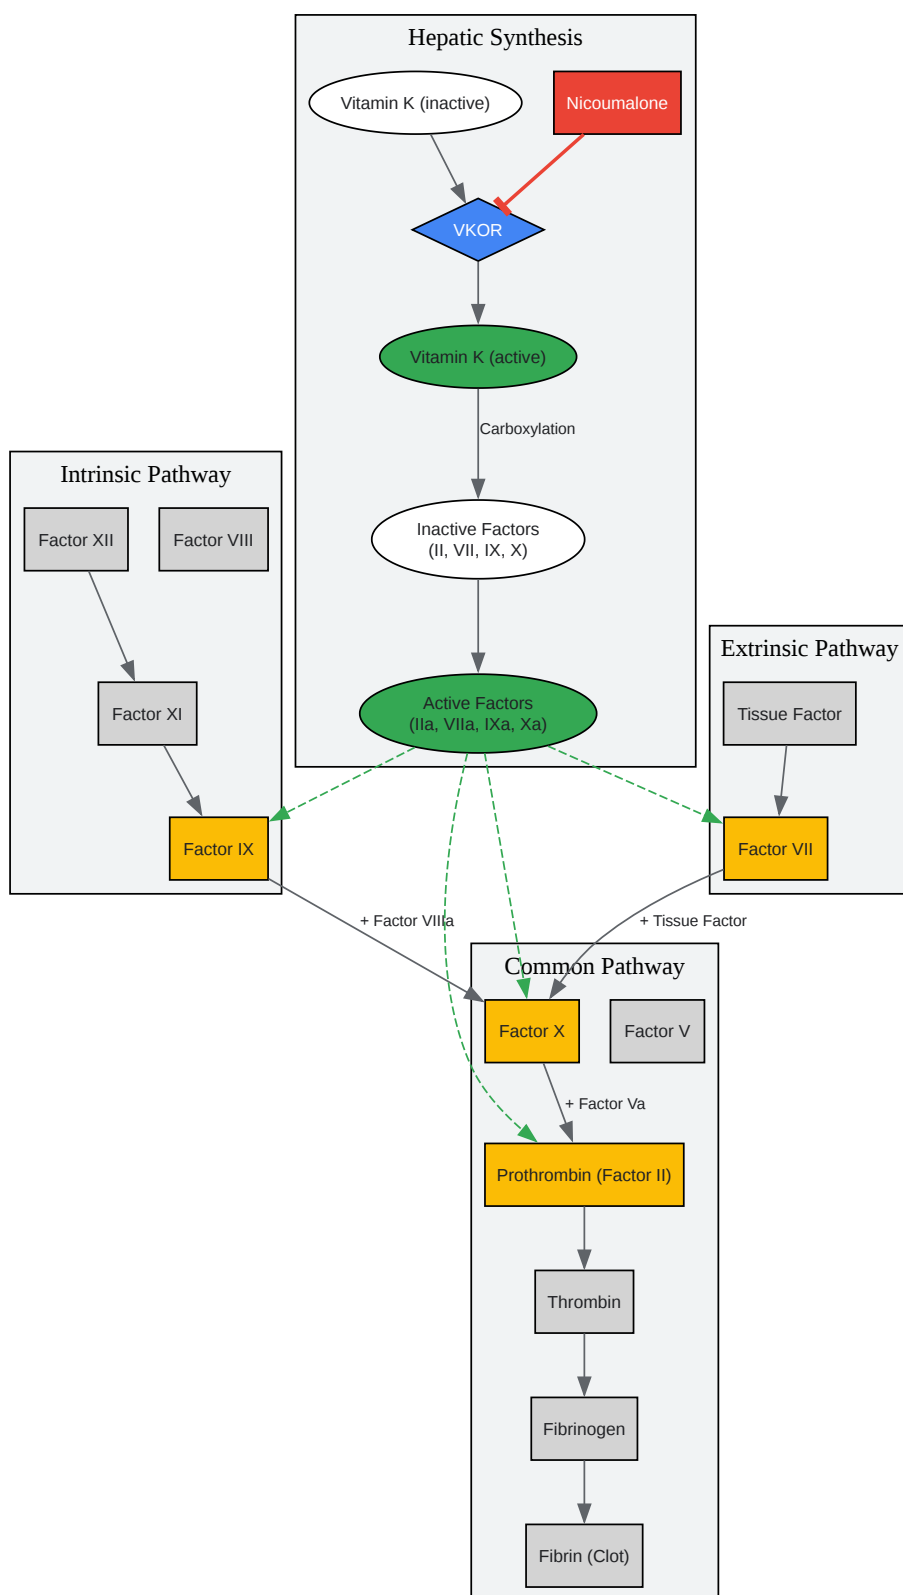 Hepatic Synthesis
Vitamin K (inactive)
Nicoumalone
VKOR
Vitamin K (active)
Carboxylation
Inactive Factors
(II, VII, IX, X)
Active Factors
(IIa, VIIa, IXa, Xa)
Intrinsic Pathway
Factor XII
Factor VIII
Factor XI
Factor IX
Extrinsic Pathway
Tissue Factor
Factor VII
+ Factor VIIIa
+ Tissue Factor
Common Pathway
Factor X
Factor V
+ Factor Va
Prothrombin (Factor II)
Thrombin
Fibrinogen
Fibrin (Clot)